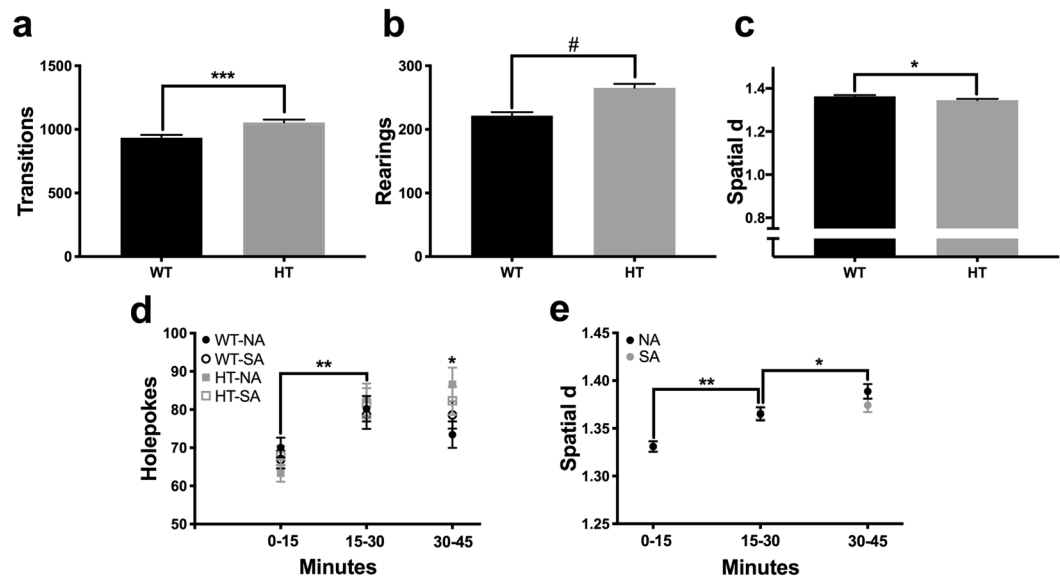 a
***
Transitions
1500
1000
500
0
WT
HT
b
#
Rearings
300
200
100
0
WT
HT
c
*
Spatial d
1.4
1.2
1.0
0.8
WT
HT
d
WT-NA
WT-SA
HT-NA
HT-SA
**
*
Holepokes
100
90
80
70
60
50
0-15
15-30
30-45
Minutes
e
NA
SA
**
*
Spatial d
1.45
1.40
1.35
1.30
1.25
0-15
15-30
30-45
Minutes